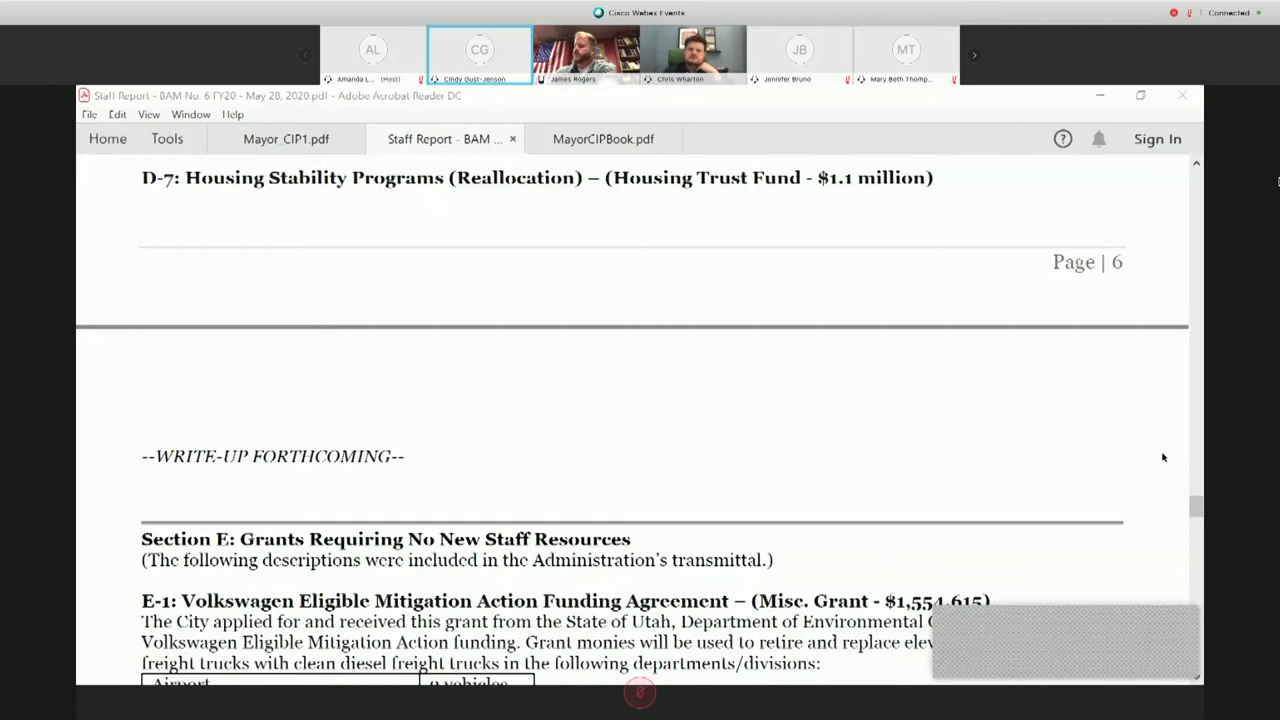 Cisco Webex Events
Connected
AL
CG
JB
MT
Amanda L... (Host)
Cindy Gust-Jenson
James Rogers
Chris Wharton
Jennifer Bruno
Mary Beth Thomp...
Staff Report - BAM No. 6 FY20 - May 28, 2020.pdf - Adobe Acrobat Reader DC
File Edit View Window Help
Home Tools Mayor_CIP1.pdf Staff Report - BAM ... × MayorCIPBook.pdf Sign In
D-7: Housing Stability Programs (Reallocation) – (Housing Trust Fund - $1.1 million)
Page | 6
--WRITE-UP FORTHCOMING--
Section E: Grants Requiring No New Staff Resources
(The following descriptions were included in the Administration's transmittal.)
E-1: Volkswagen Eligible Mitigation Action Funding Agreement – (Misc. Grant - $1,554,615)
The City applied for and received this grant from the State of Utah, Department of Environmental
Volkswagen Eligible Mitigation Action funding. Grant monies will be used to retire and replace elev
freight trucks with clean diesel freight trucks in the following departments/divisions:
Airport vehicles